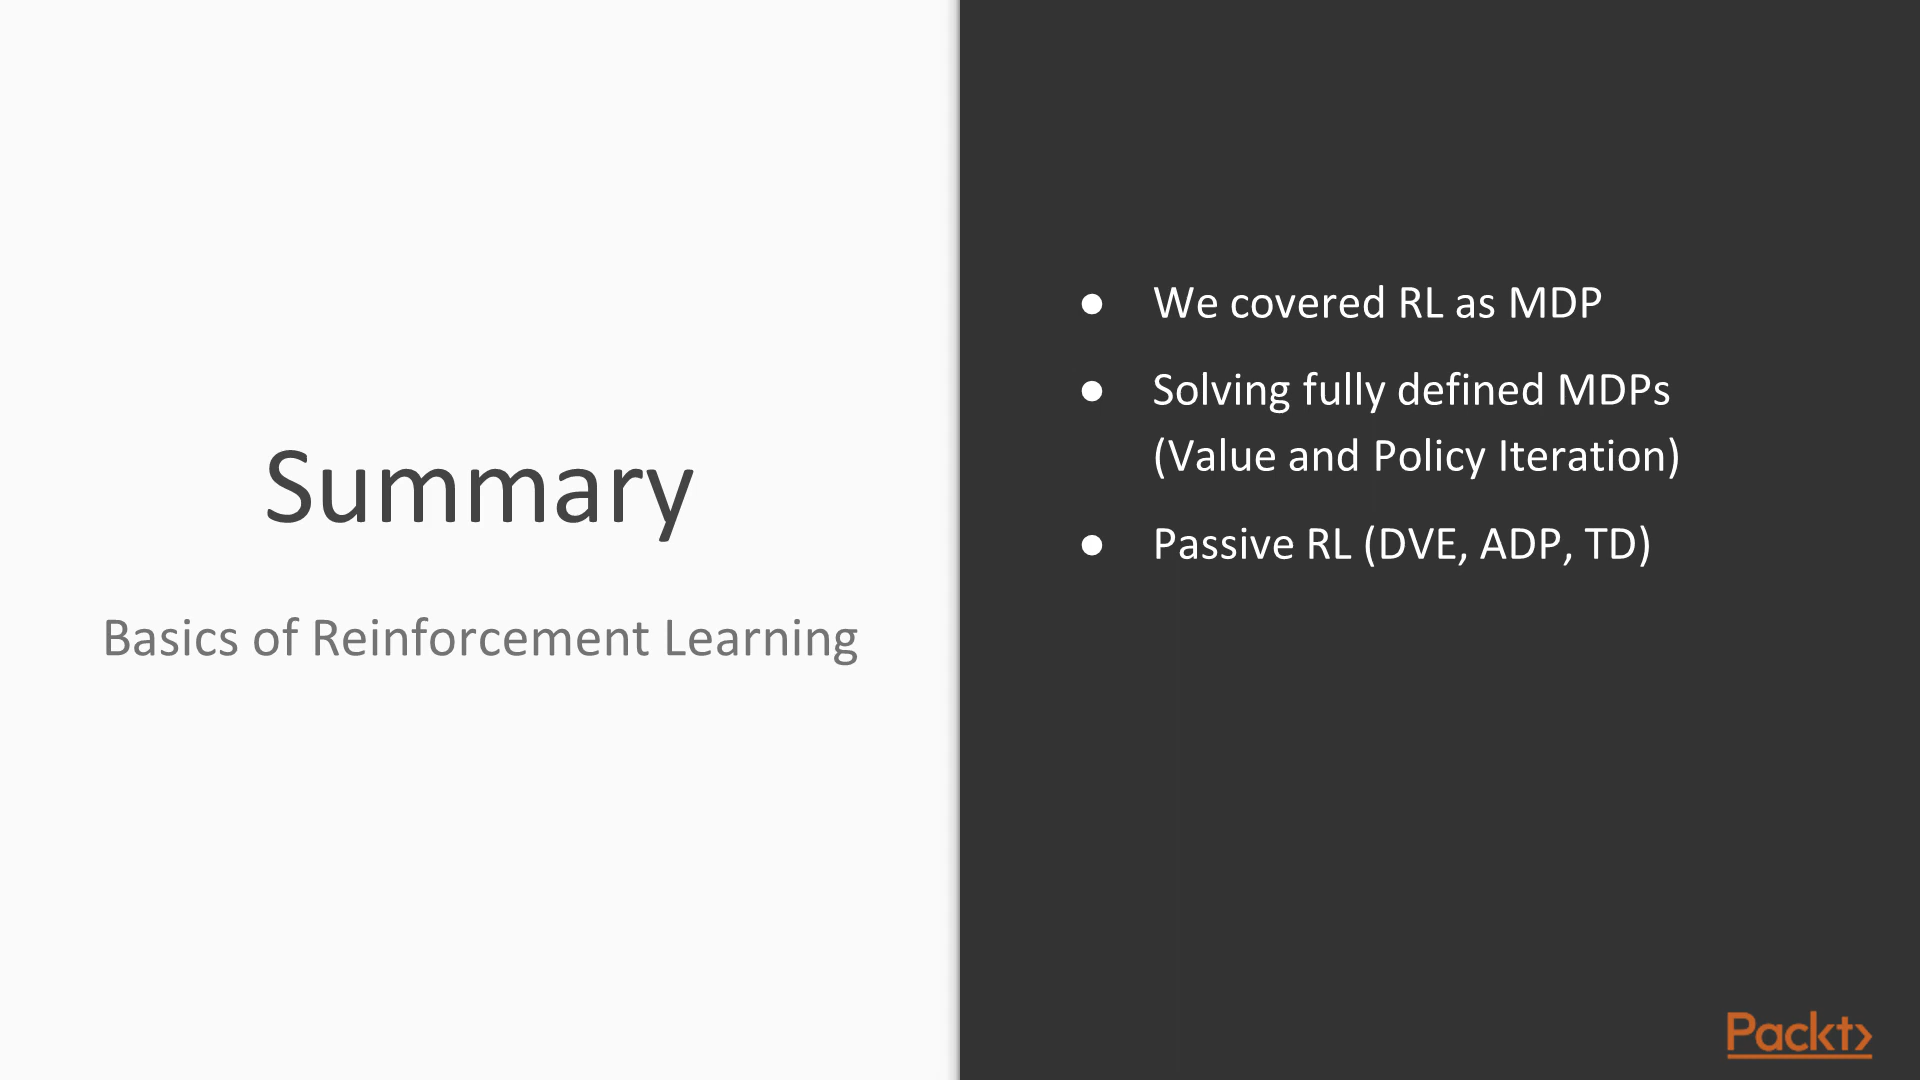 Summary
Basics of Reinforcement Learning
● We covered RL as MDP
● Solving fully defined MDPs
(Value and Policy Iteration)
● Passive RL (DVE, ADP, TD)
Packt>